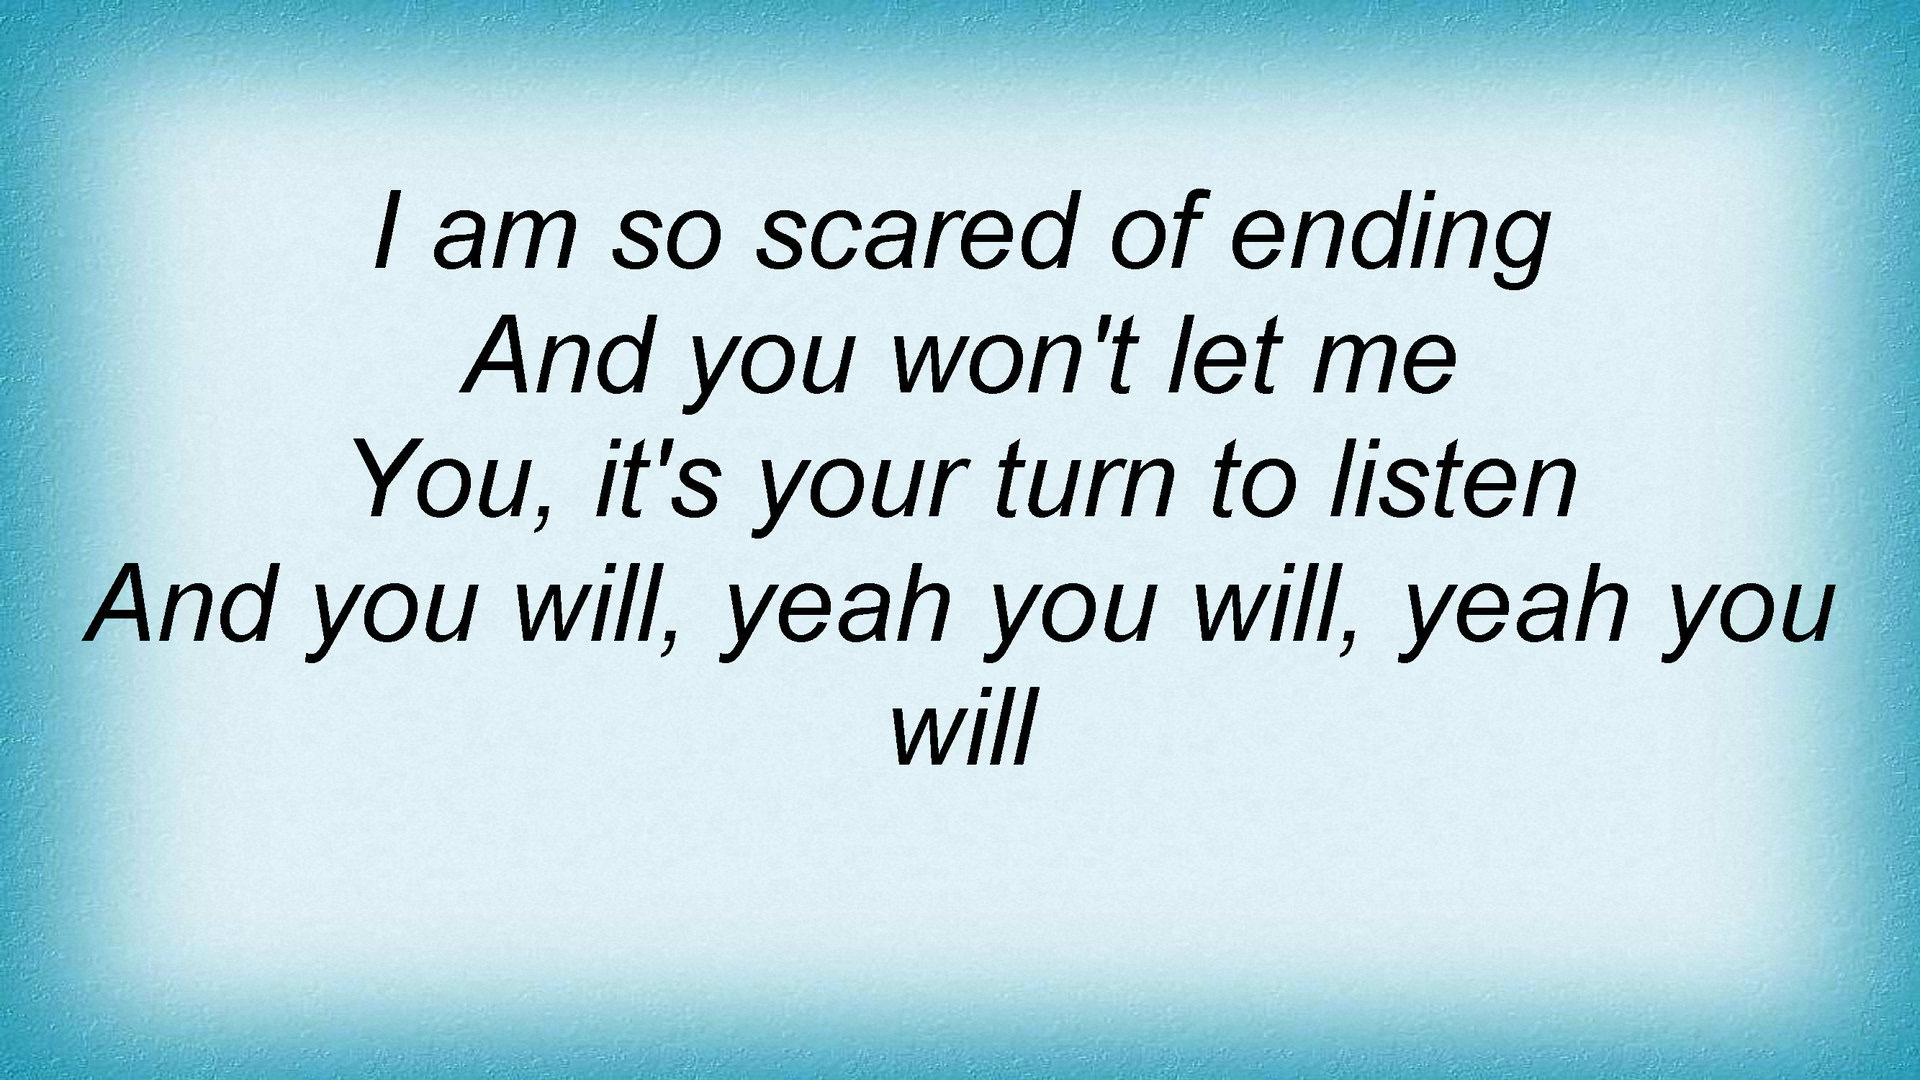 I am so scared of ending
And you won't let me
You, it's your turn to listen
And you will, yeah you will, yeah you
will